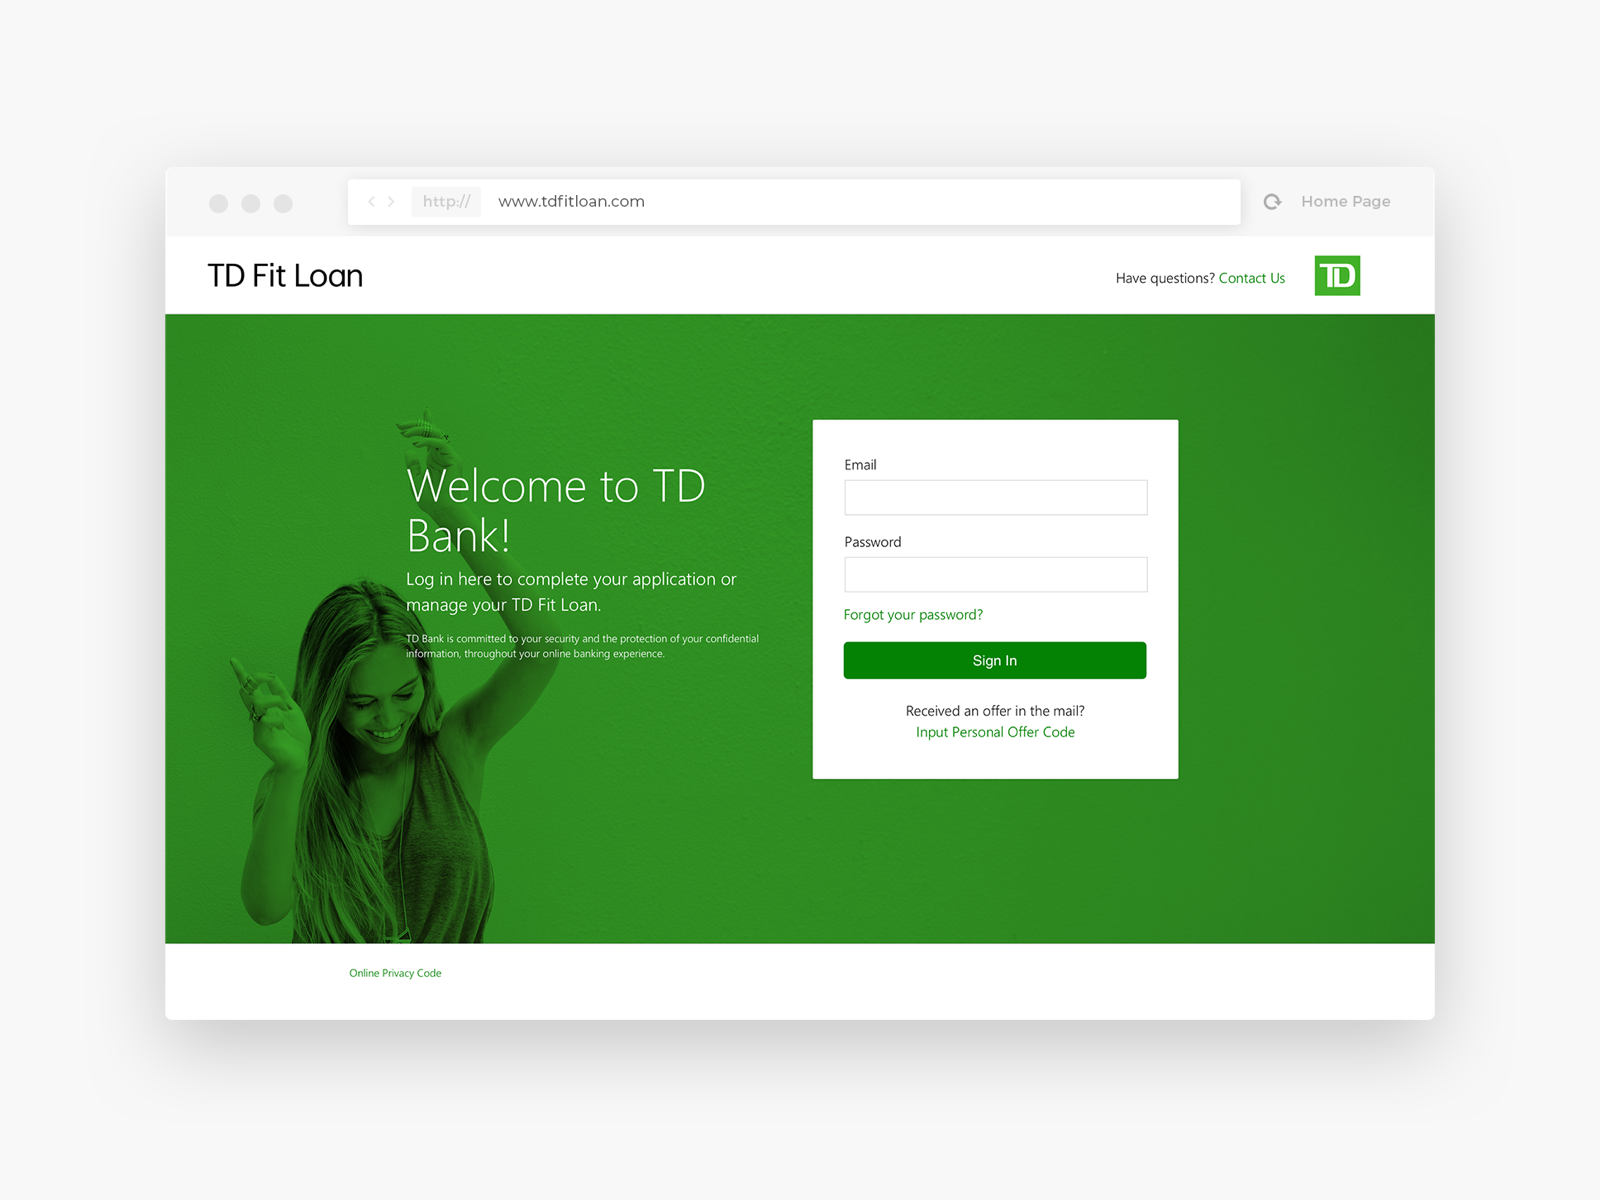 http://
www.tdfitloan.com
Home Page
TD Fit Loan
Have questions? Contact Us
TD
Welcome to TD
Bank!
Log in here to complete your application or
manage your TD Fit Loan.
TD Bank is committed to your security and the protection of your confidential
information, throughout your online banking experience.
Email
Password
Forgot your password?
Sign In
Received an offer in the mail?
Input Personal Offer Code
Online Privacy Code